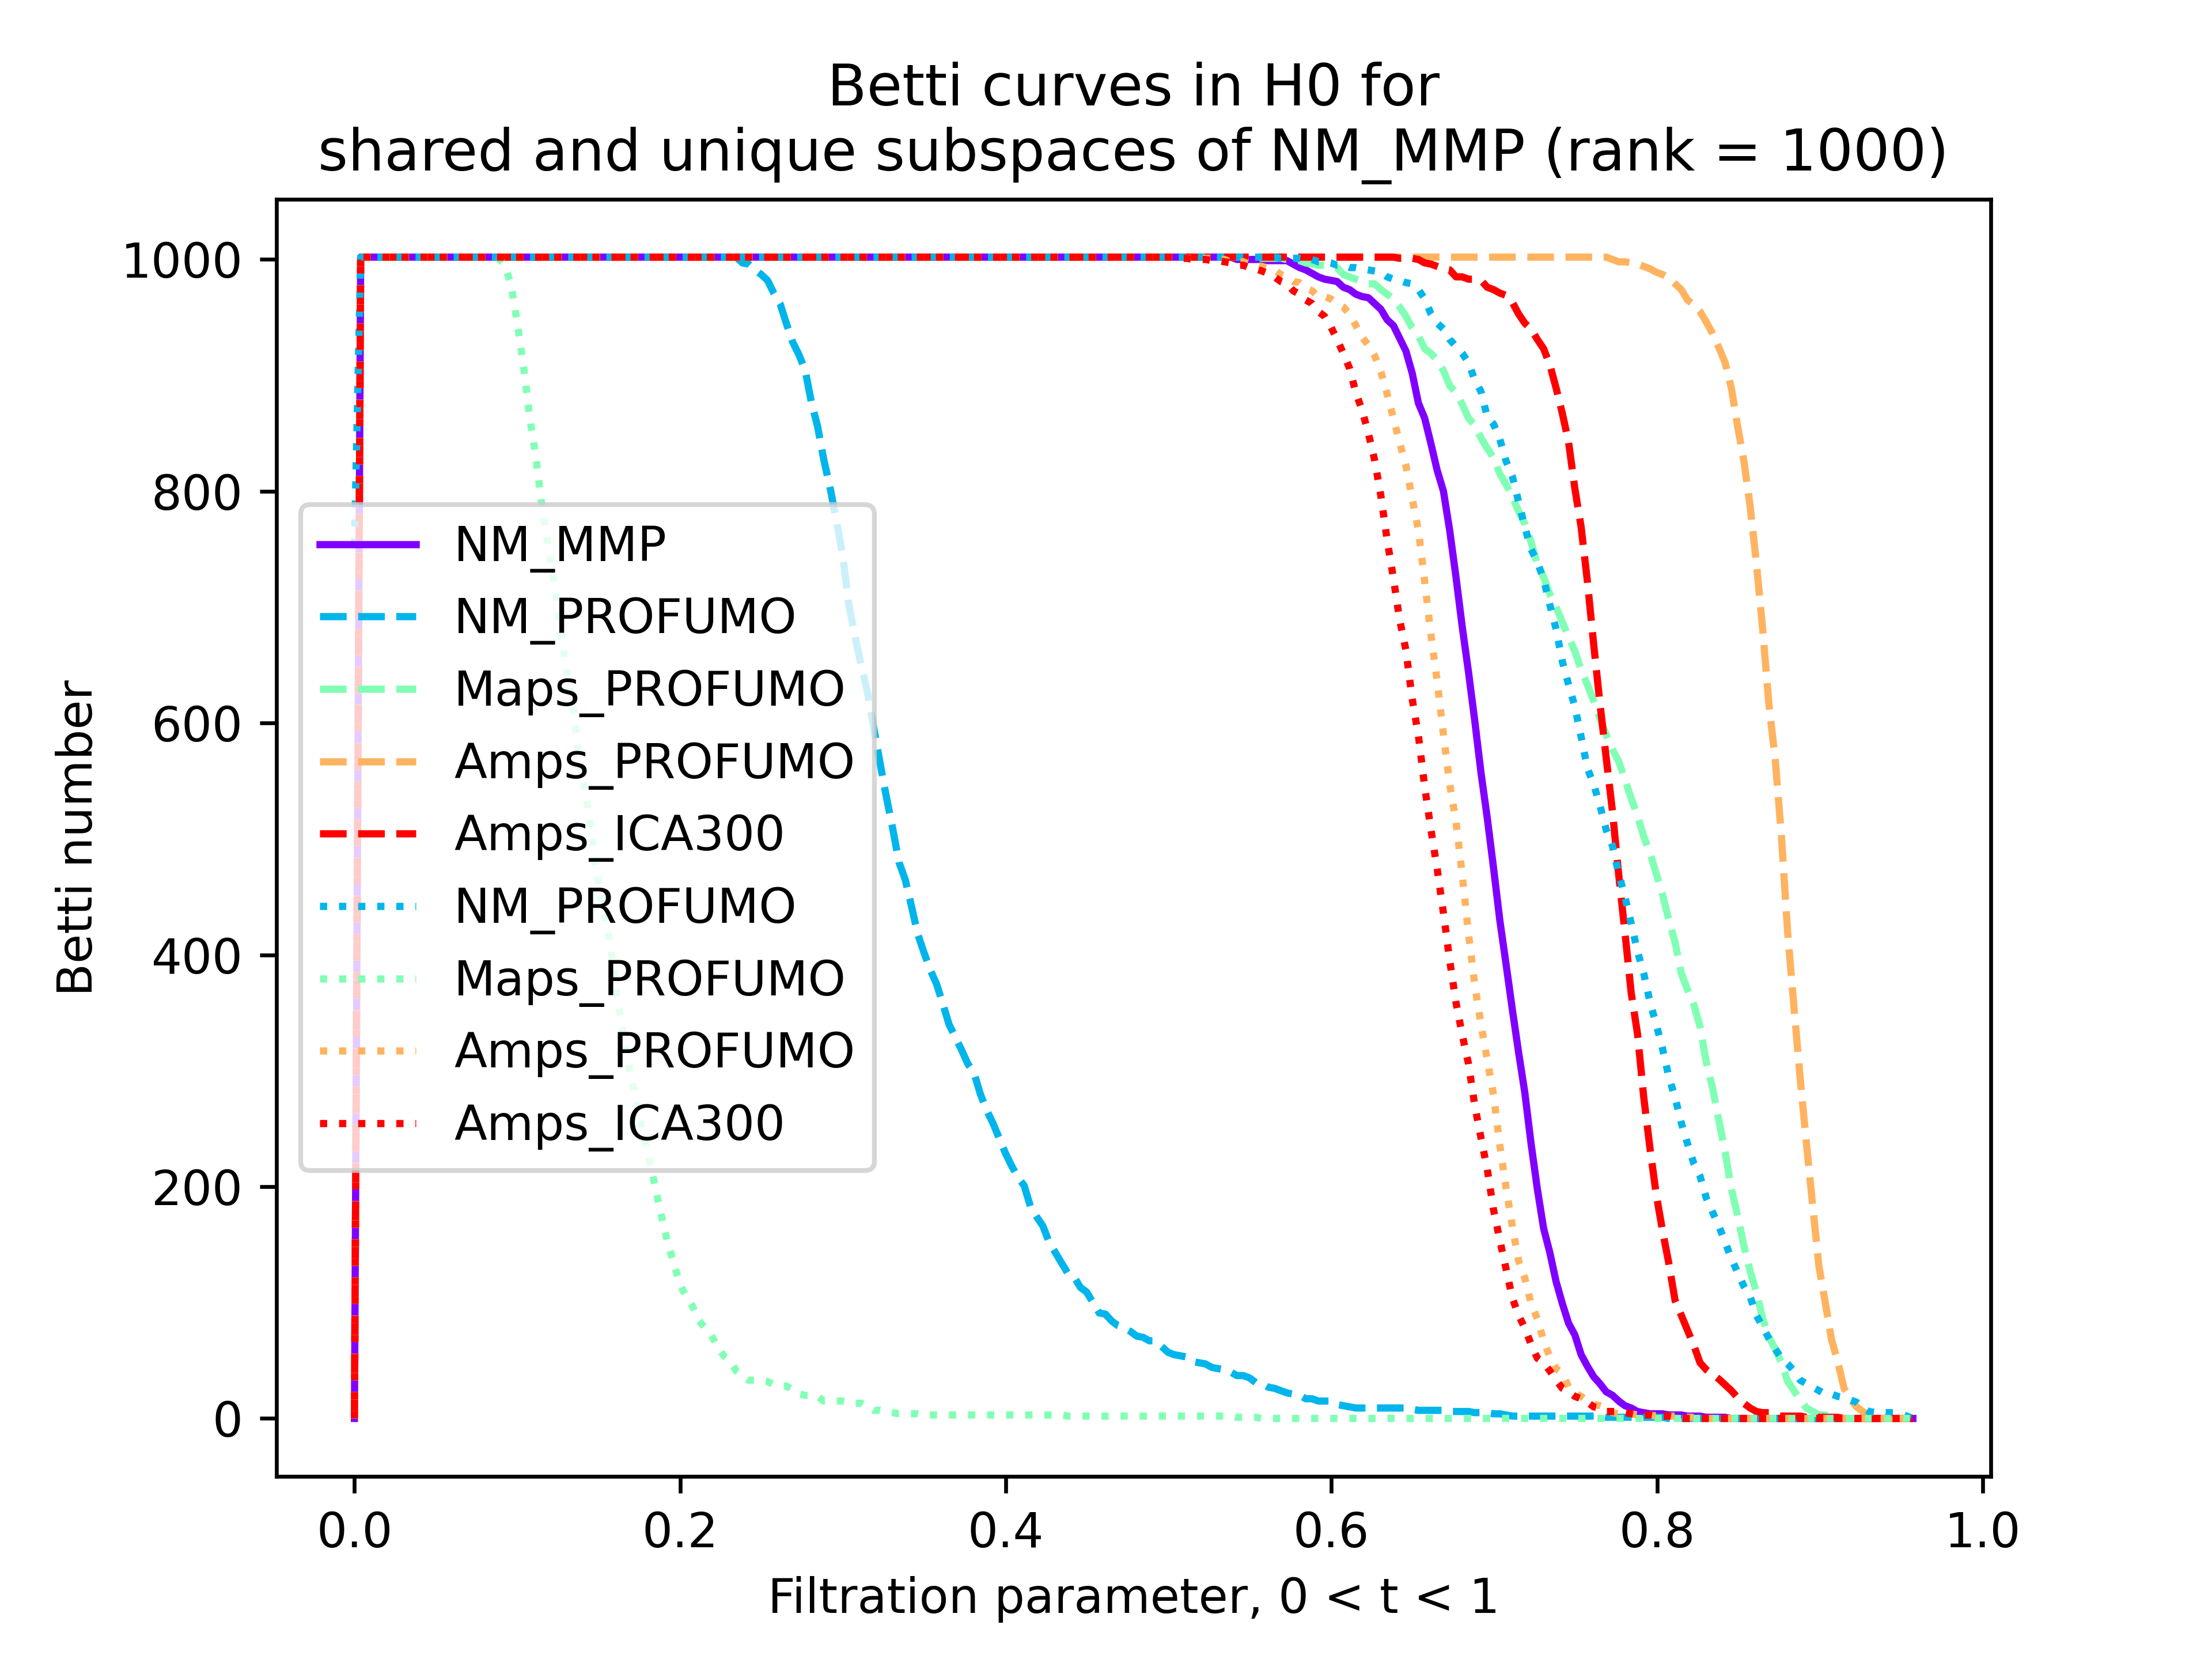 Betti curves in H0 for
shared and unique subspaces of NM_MMP (rank = 1000)
1000
800
600
400
200
0
Betti number
NM_MMP
NM_PROFUMO
Maps_PROFUMO
Amps_PROFUMO
Amps_ICA300
NM_PROFUMO
Maps_PROFUMO
Amps_PROFUMO
Amps_ICA300
0.0 0.2 0.4 0.6 0.8 1.0
Filtration parameter, 0 < t < 1